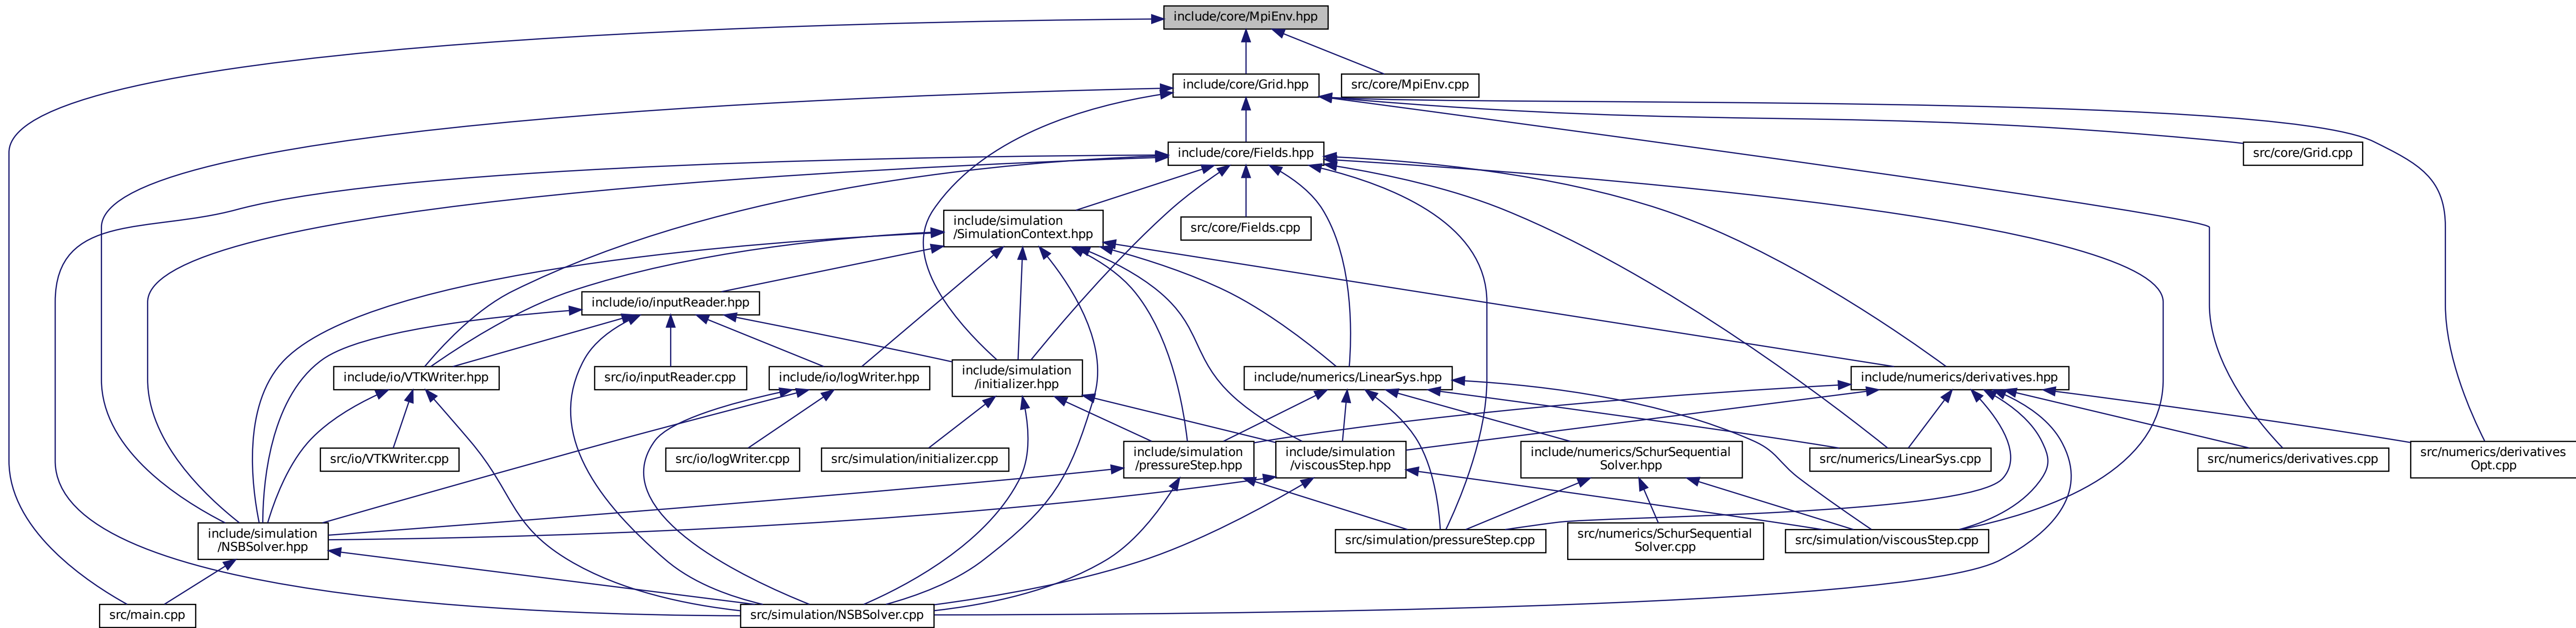 include/core/MpiEnv.hpp
include/core/Grid.hpp
src/core/MpiEnv.cpp
include/core/Fields.hpp
src/core/Grid.cpp
include/simulation
/SimulationContext.hpp
src/core/Fields.cpp
include/io/inputReader.hpp
include/io/VTKWriter.hpp
src/io/inputReader.cpp
include/io/logWriter.hpp
include/simulation
/initializer.hpp
include/numerics/LinearSys.hpp
include/numerics/derivatives.hpp
src/io/VTKWriter.cpp
src/io/logWriter.cpp
src/simulation/initializer.cpp
include/simulation
/pressureStep.hpp
include/simulation
/viscousStep.hpp
include/numerics/SchurSequential
Solver.hpp
src/numerics/LinearSys.cpp
src/numerics/derivatives.cpp
src/numerics/derivatives
Opt.cpp
include/simulation
/NSBSolver.hpp
src/simulation/pressureStep.cpp
src/numerics/SchurSequential
Solver.cpp
src/simulation/viscousStep.cpp
src/main.cpp
src/simulation/NSBSolver.cpp